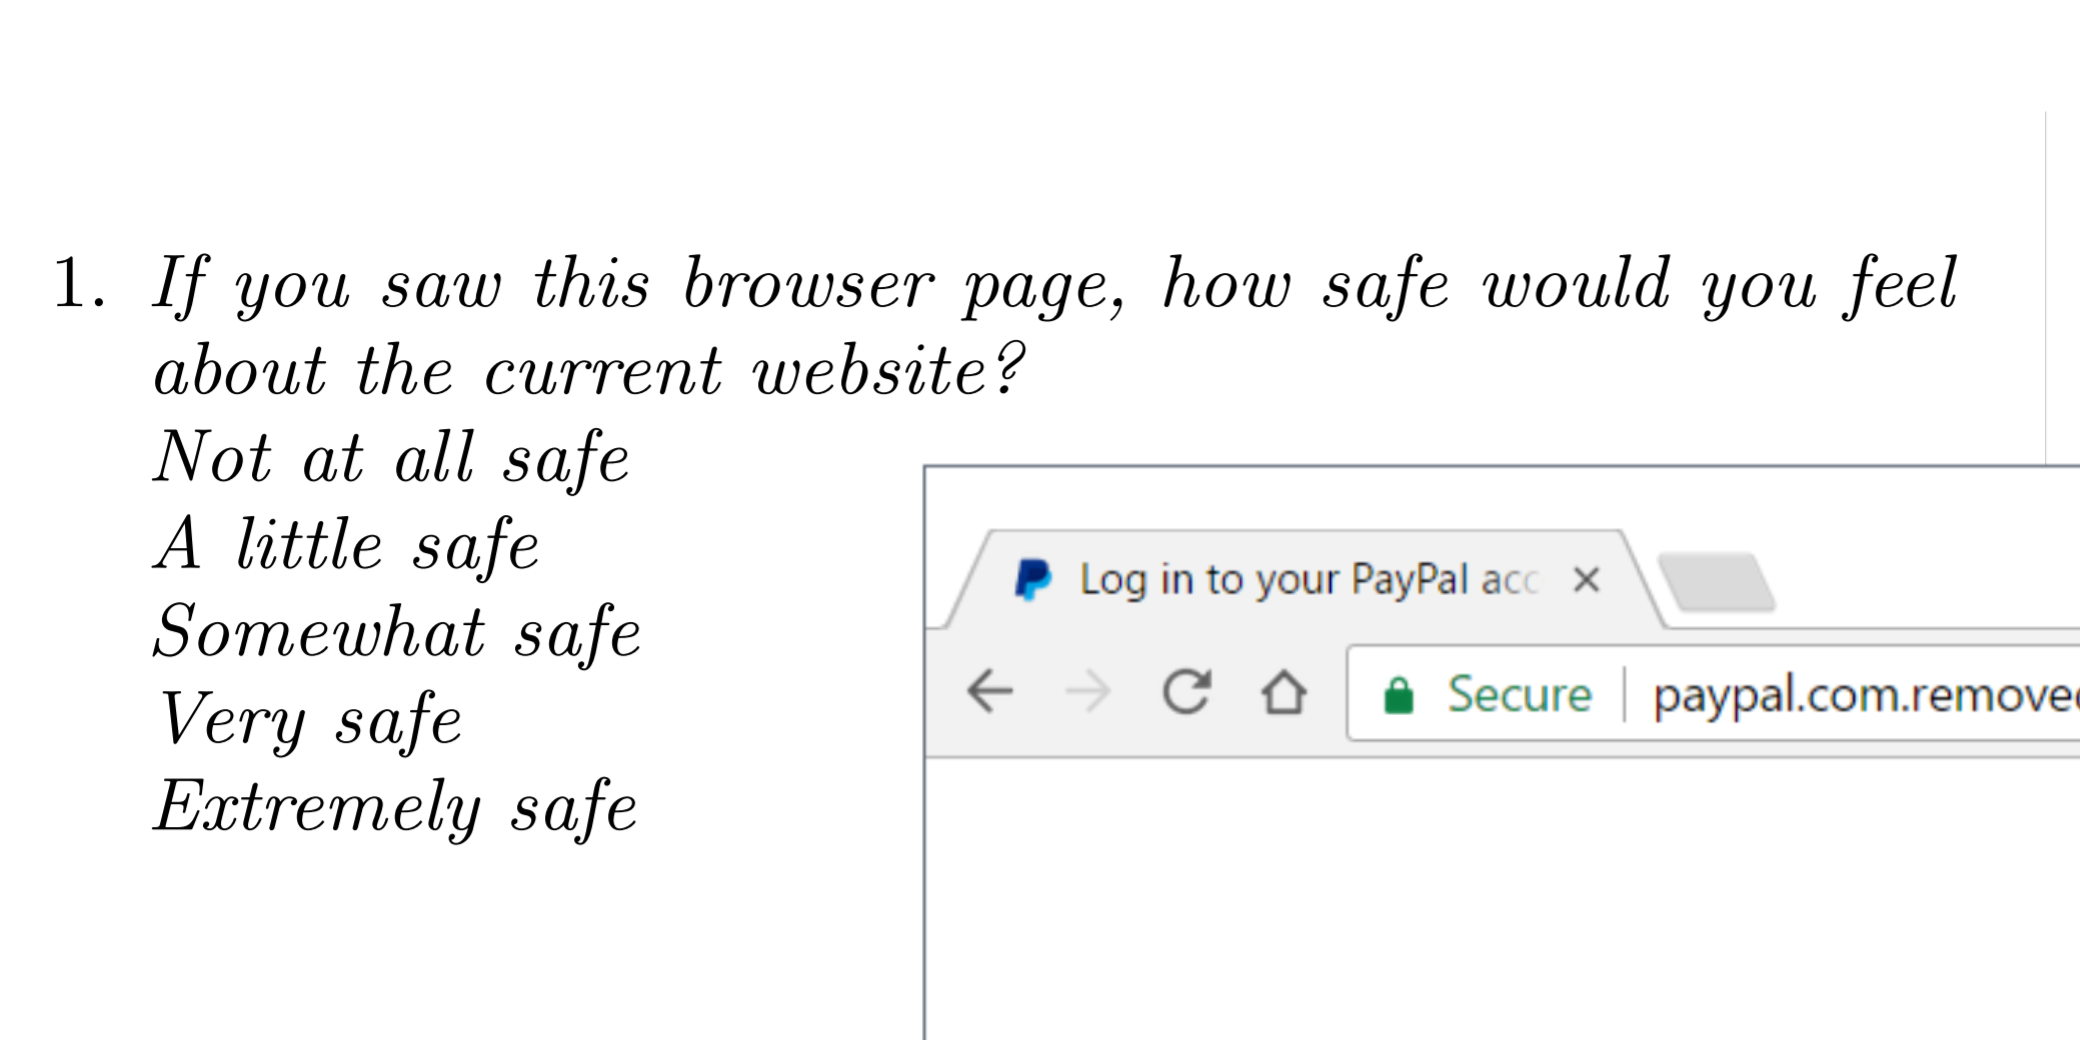 1. If you saw this browser page, how safe would you feel
about the current website?
Not at all safe
A little safe
Somewhat safe
Very safe
Extremely safe
Log in to your PayPal acc
Secure | paypal.com.remove